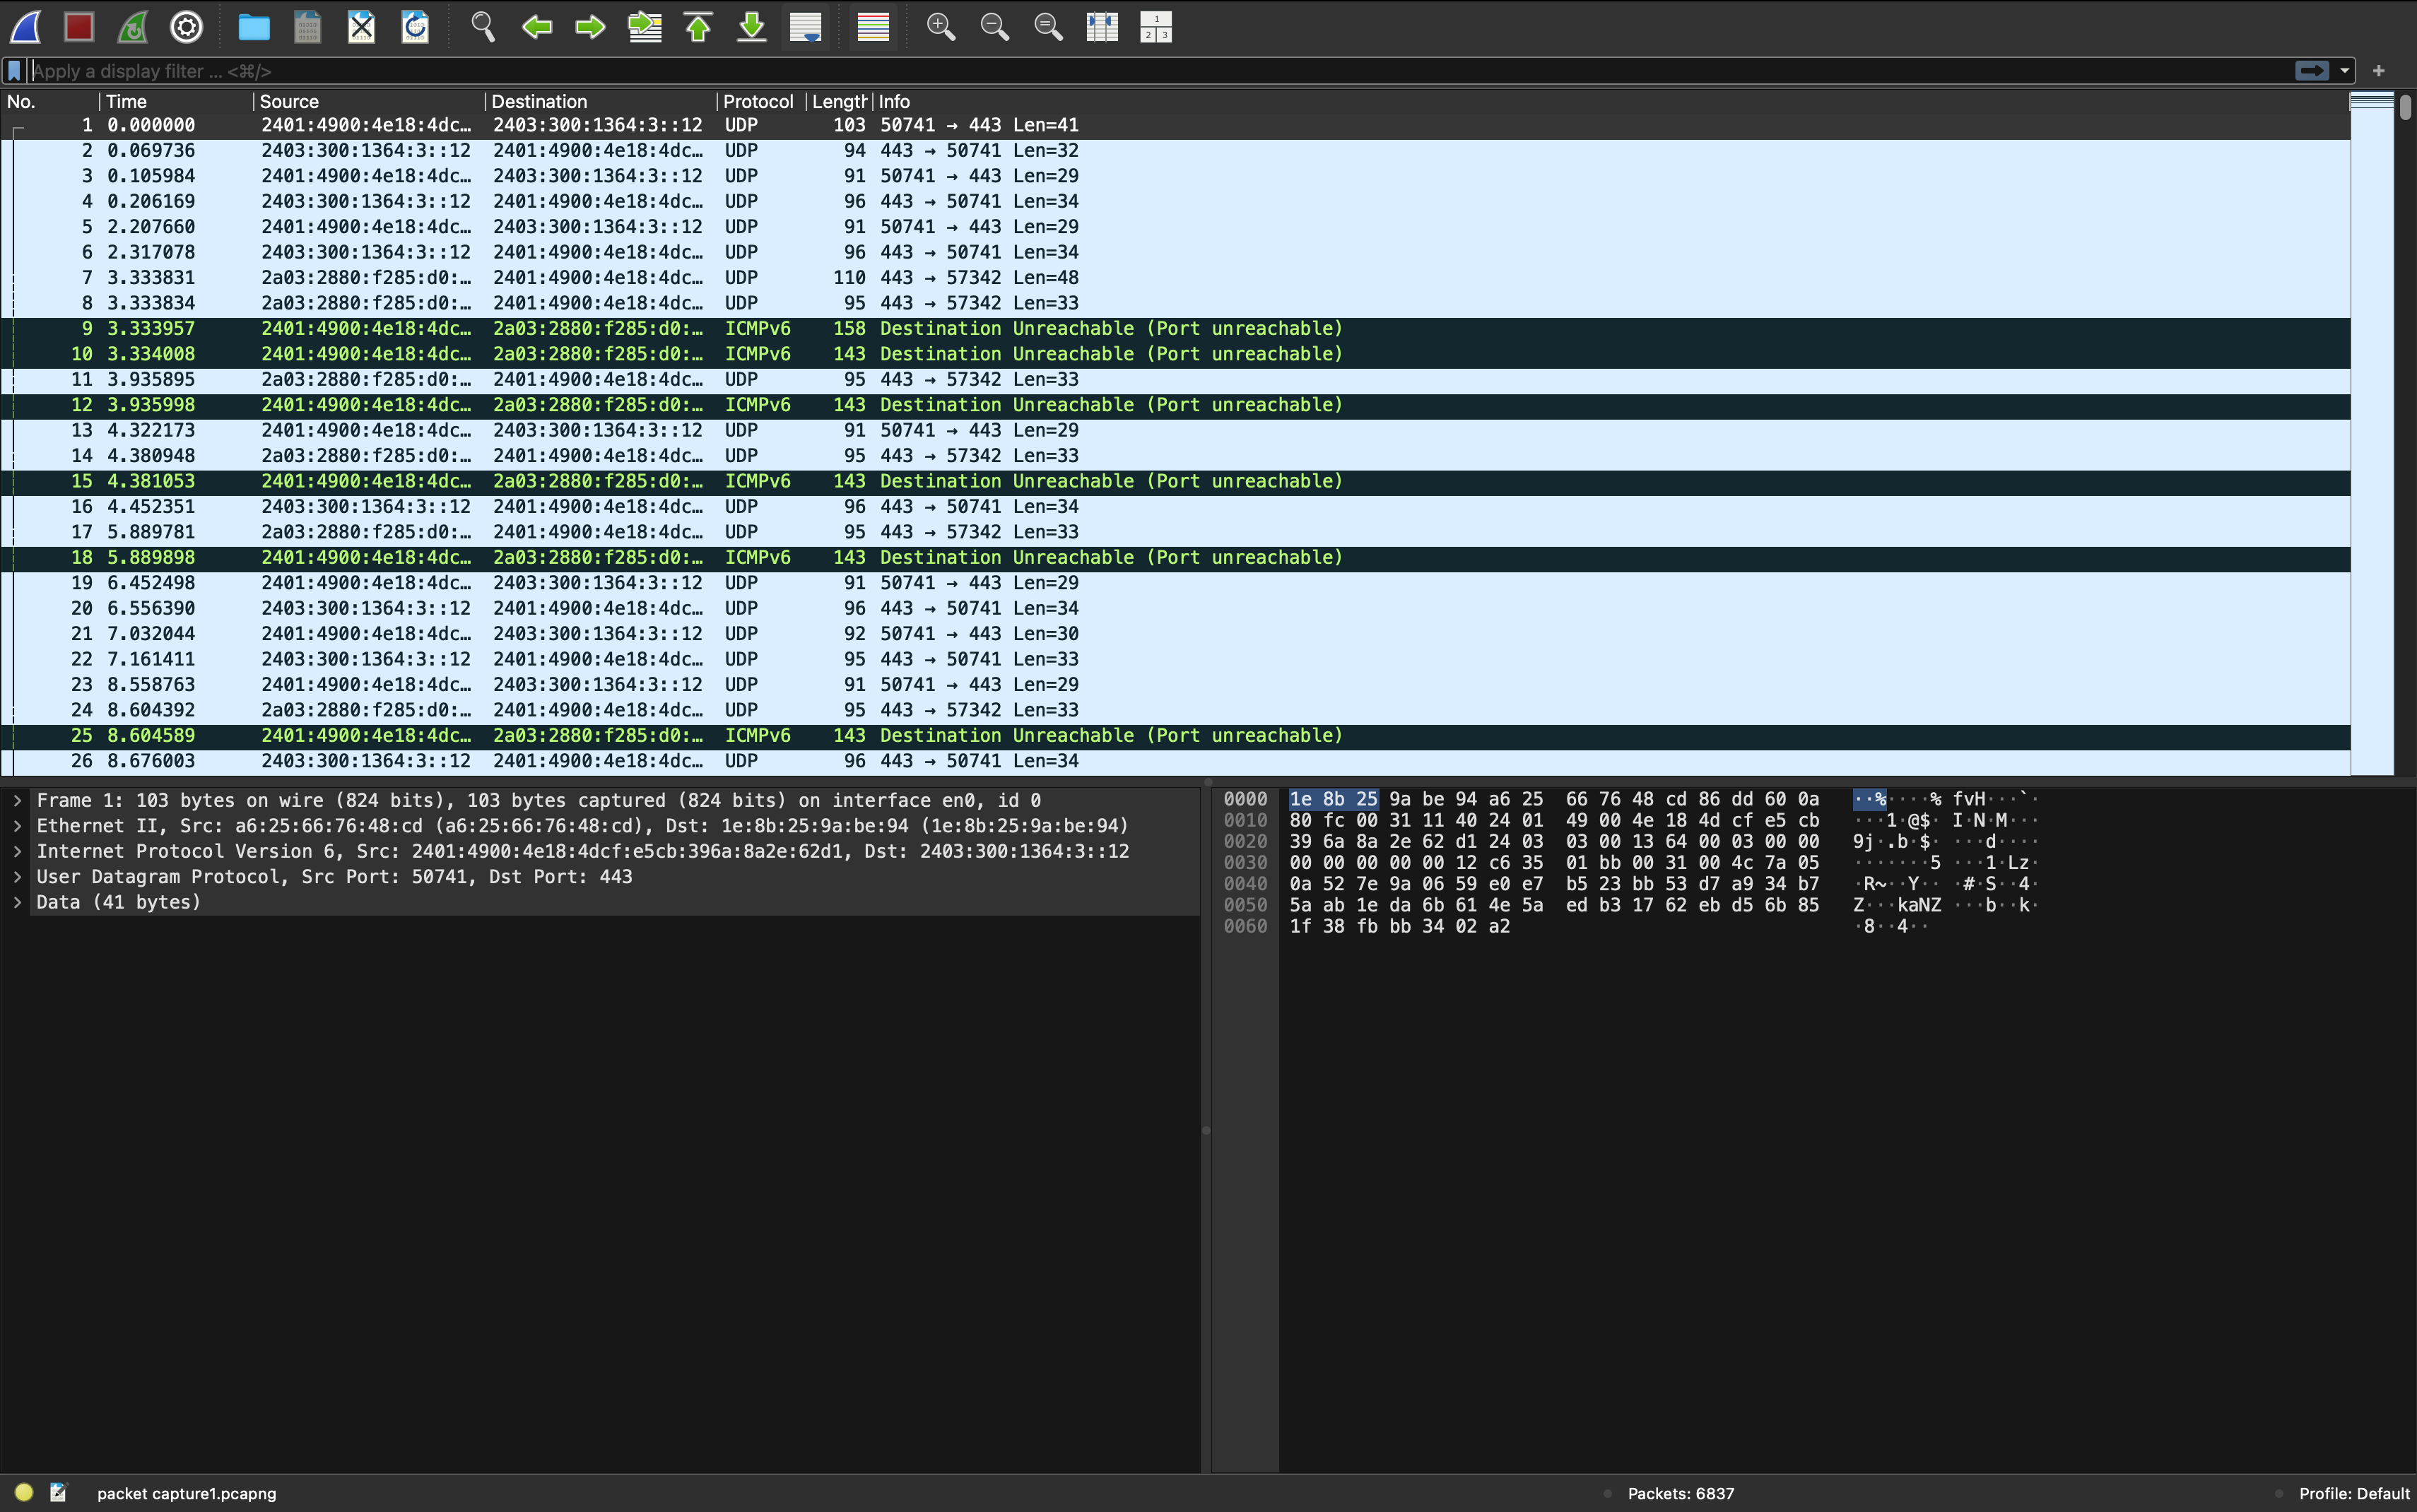 Apply a display filter ... <⌘/>
No. Time Source Destination Protocol Length Info
1 0.000000 2401:4900:4e18:4dc… 2403:300:1364:3::12 UDP 103 50741 → 443 Len=41
2 0.069736 2403:300:1364:3::12 2401:4900:4e18:4dc… UDP 94 443 → 50741 Len=32
3 0.105984 2401:4900:4e18:4dc… 2403:300:1364:3::12 UDP 91 50741 → 443 Len=29
4 0.206169 2403:300:1364:3::12 2401:4900:4e18:4dc… UDP 96 443 → 50741 Len=34
5 2.207660 2401:4900:4e18:4dc… 2403:300:1364:3::12 UDP 91 50741 → 443 Len=29
6 2.317078 2403:300:1364:3::12 2401:4900:4e18:4dc… UDP 96 443 → 50741 Len=34
7 3.333831 2a03:2880:f285:d0:… 2401:4900:4e18:4dc… UDP 110 443 → 57342 Len=48
8 3.333834 2a03:2880:f285:d0:… 2401:4900:4e18:4dc… UDP 95 443 → 57342 Len=33
9 3.333957 2401:4900:4e18:4dc… 2a03:2880:f285:d0:… ICMPv6 158 Destination Unreachable (Port unreachable)
10 3.334008 2401:4900:4e18:4dc… 2a03:2880:f285:d0:… ICMPv6 143 Destination Unreachable (Port unreachable)
11 3.935895 2a03:2880:f285:d0:… 2401:4900:4e18:4dc… UDP 95 443 → 57342 Len=33
12 3.935998 2401:4900:4e18:4dc… 2a03:2880:f285:d0:… ICMPv6 143 Destination Unreachable (Port unreachable)
13 4.322173 2401:4900:4e18:4dc… 2403:300:1364:3::12 UDP 91 50741 → 443 Len=29
14 4.380948 2a03:2880:f285:d0:… 2401:4900:4e18:4dc… UDP 95 443 → 57342 Len=33
15 4.381053 2401:4900:4e18:4dc… 2a03:2880:f285:d0:… ICMPv6 143 Destination Unreachable (Port unreachable)
16 4.452351 2403:300:1364:3::12 2401:4900:4e18:4dc… UDP 96 443 → 50741 Len=34
17 5.889781 2a03:2880:f285:d0:… 2401:4900:4e18:4dc… UDP 95 443 → 57342 Len=33
18 5.889898 2401:4900:4e18:4dc… 2a03:2880:f285:d0:… ICMPv6 143 Destination Unreachable (Port unreachable)
19 6.452498 2401:4900:4e18:4dc… 2403:300:1364:3::12 UDP 91 50741 → 443 Len=29
20 6.556390 2403:300:1364:3::12 2401:4900:4e18:4dc… UDP 96 443 → 50741 Len=34
21 7.032044 2401:4900:4e18:4dc… 2403:300:1364:3::12 UDP 92 50741 → 443 Len=30
22 7.161411 2403:300:1364:3::12 2401:4900:4e18:4dc… UDP 95 443 → 50741 Len=33
23 8.558763 2401:4900:4e18:4dc… 2403:300:1364:3::12 UDP 91 50741 → 443 Len=29
24 8.604392 2a03:2880:f285:d0:… 2401:4900:4e18:4dc… UDP 95 443 → 57342 Len=33
25 8.604589 2401:4900:4e18:4dc… 2a03:2880:f285:d0:… ICMPv6 143 Destination Unreachable (Port unreachable)
26 8.676003 2403:300:1364:3::12 2401:4900:4e18:4dc… UDP 96 443 → 50741 Len=34
Frame 1: 103 bytes on wire (824 bits), 103 bytes captured (824 bits) on interface en0, id 0
Ethernet II, Src: a6:25:66:76:48:cd (a6:25:66:76:48:cd), Dst: 1e:8b:25:9a:be:94 (1e:8b:25:9a:be:94)
Internet Protocol Version 6, Src: 2401:4900:4e18:4dcf:e5cb:396a:8a2e:62d1, Dst: 2403:300:1364:3::12
User Datagram Protocol, Src Port: 50741, Dst Port: 443
Data (41 bytes)
0000 1e 8b 25 9a be 94 a6 25 66 76 48 cd 86 dd 60 0a ··%····% fvH···`·
0010 80 fc 00 31 11 40 24 01 49 00 4e 18 4d cf e5 cb ···1·@$· I·N·M···
0020 39 6a 8a 2e 62 d1 24 03 03 00 13 64 00 03 00 00 9j·.b·$· ···d····
0030 00 00 00 00 00 12 c6 35 01 bb 00 31 00 4c 7a 05 ·······5 ···1·Lz·
0040 0a 52 7e 9a 06 59 e0 e7 b5 23 bb 53 d7 a9 34 b7 ·R~··Y·· ·#·S··4·
0050 5a ab 1e da 6b 61 4e 5a ed b3 17 62 eb d5 6b 85 Z···kaNZ ···b··k·
0060 1f 38 fb bb 34 02 a2 ·8··4··
packet capture1.pcapng Packets: 6837 Profile: Default